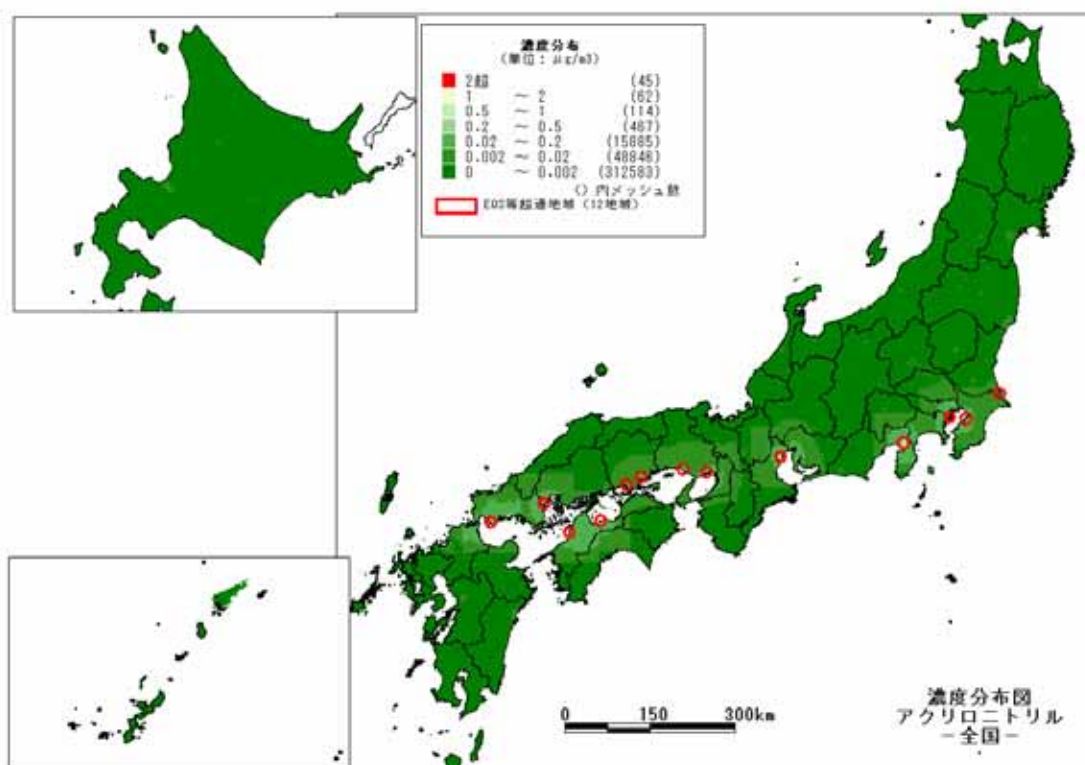 濃度分布
(単位：μg/m3)
2超 (45)
1 ～ 2 (62)
0.5 ～ 1 (114)
0.2 ～ 0.5 (467)
0.02 ～ 0.2 (15885)
0.002 ～ 0.02 (48848)
0 ～ 0.002 (312583)
()内メッシュ数
EQS等超過地域 (12地域)
0 150 300km
濃度分布図
アクリロニトリル
－全国－